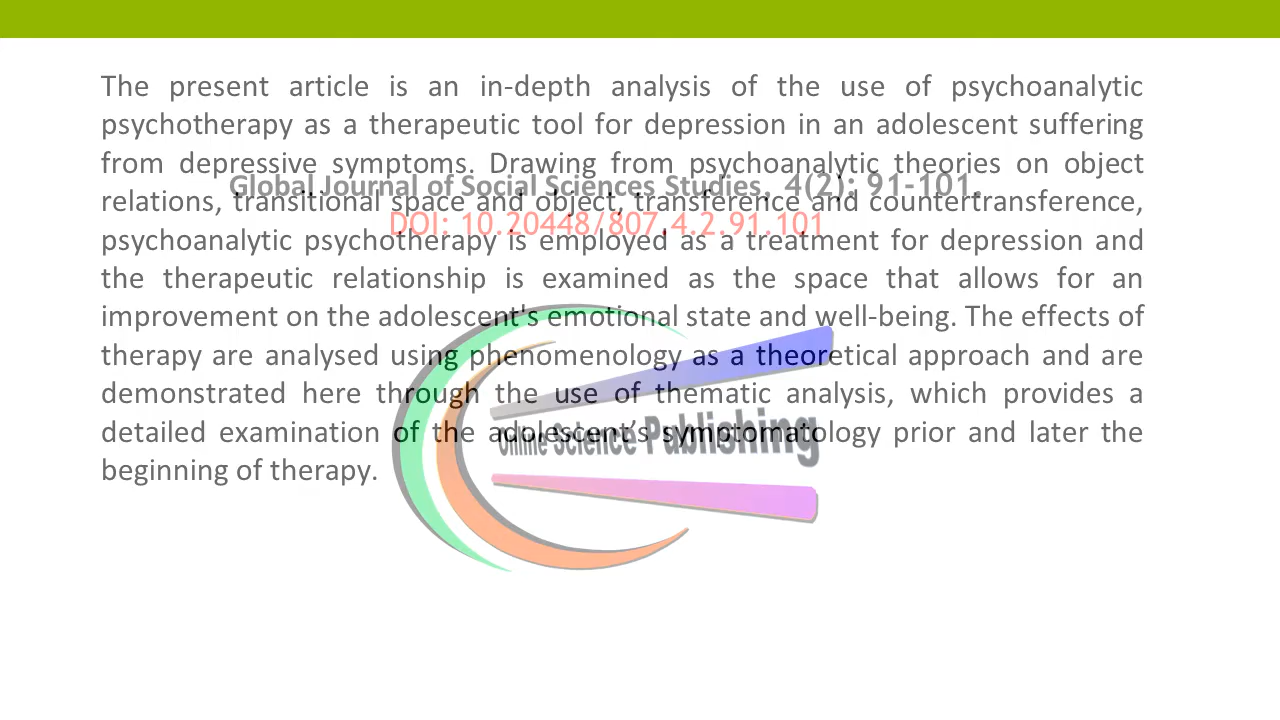 The present article is an in-depth analysis of the use of psychoanalytic
psychotherapy as a therapeutic tool for depression in an adolescent suffering
from depressive symptoms. Drawing from psychoanalytic theories on object
Global Journal of Social Sciences Studies, 4(2): 91-101.
relations, transitional space and object, transference and countertransference,
DOI: 10.20448/807.4.2.91.101
psychoanalytic psychotherapy is employed as a treatment for depression and
the therapeutic relationship is examined as the space that allows for an
improvement on the adolescent's emotional state and well-being. The effects of
therapy are analysed using phenomenology as a theoretical approach and are
demonstrated here through the use of thematic analysis, which provides a
detailed examination of the adolescent’s symptomatology prior and later the
Online Science Publishing
beginning of therapy.